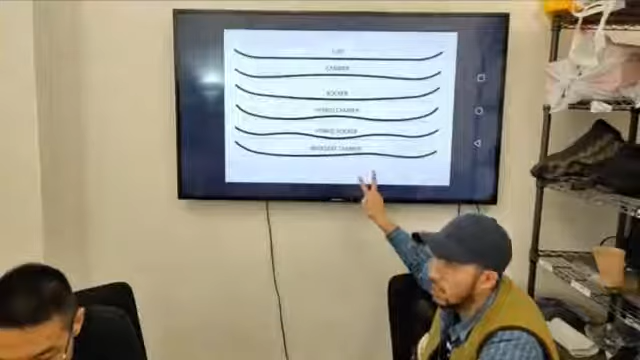 FLAT
CAMBER
ROCKER
HYBRID CAMBER
HYBRID ROCKER